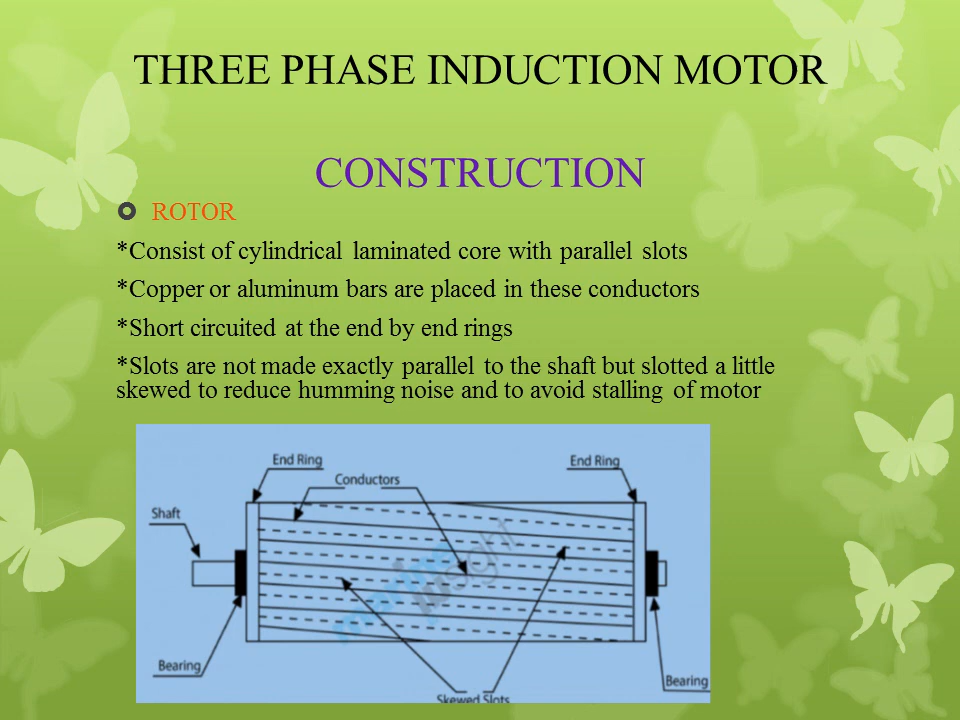 THREE PHASE INDUCTION MOTOR
CONSTRUCTION
ROTOR
*Consist of cylindrical laminated core with parallel slots
*Copper or aluminum bars are placed in these conductors
*Short circuited at the end by end rings
*Slots are not made exactly parallel to the shaft but slotted a little
skewed to reduce humming noise and to avoid stalling of motor
End Ring
End Ring
Conductors
Shaft
marine
insight
Bearing
Bearing
Skewed Slots